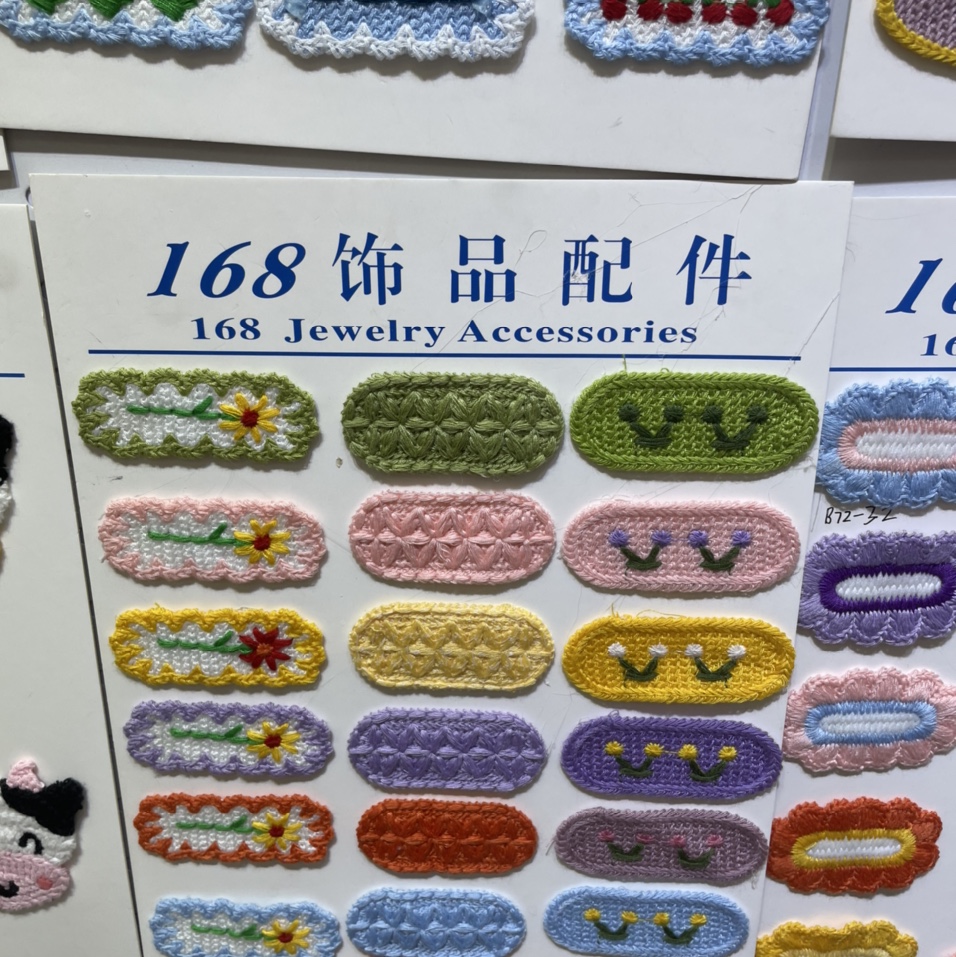 168 饰品配件
168 Jewelry Accessories
B72-32